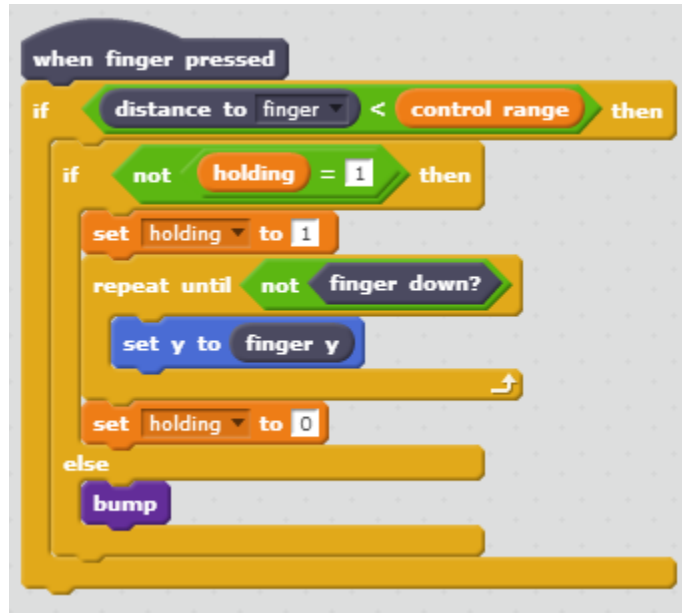 when finger pressed
if distance to finger < control range then
if not holding = 1 then
set holding to 1
repeat until not finger down?
set y to finger y
set holding to 0
else
bump